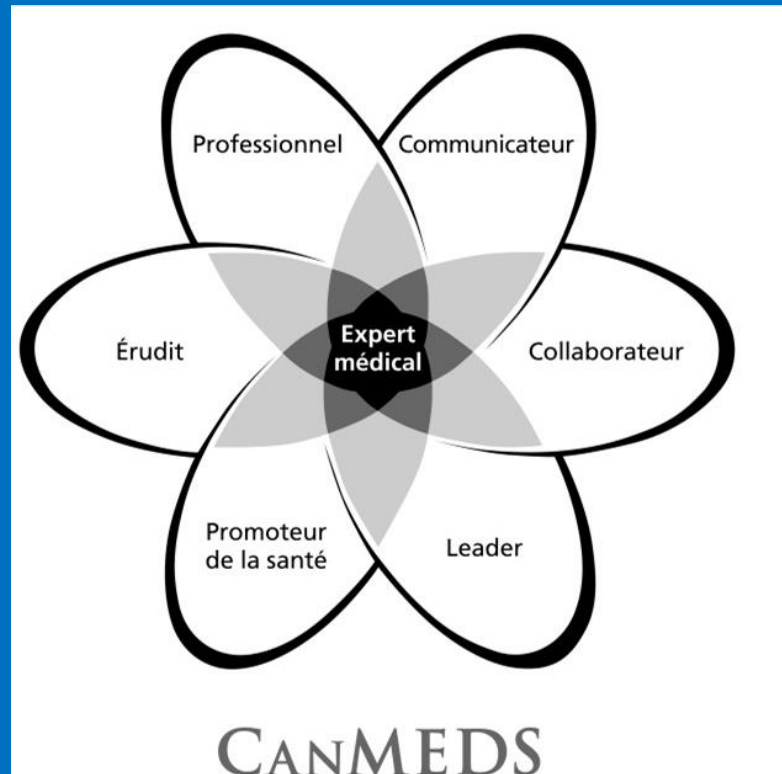 Professionnel
Communicateur
Érudit
Expert
médical
Collaborateur
Promoteur
de la santé
Leader
CANMEDS